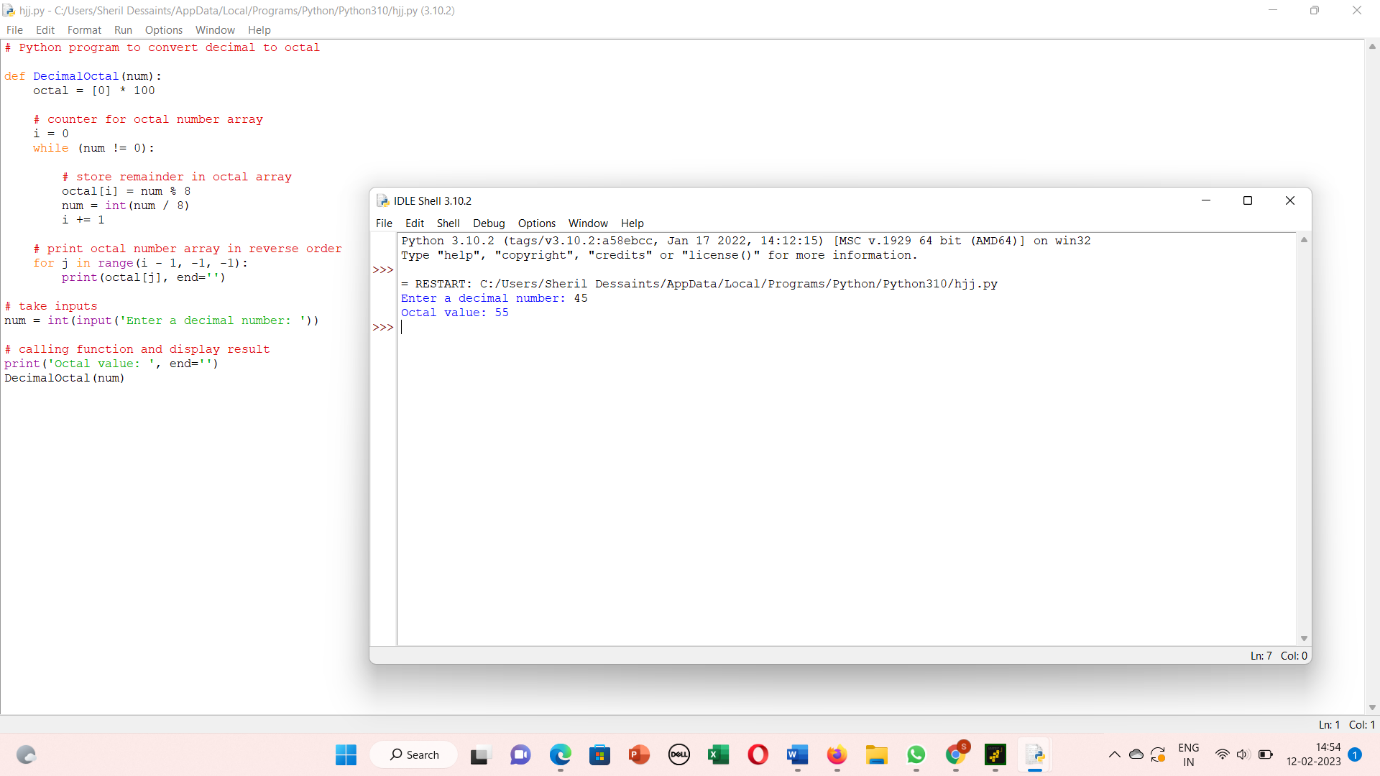 hjj.py - C:/Users/Sheril Dessaints/AppData/Local/Programs/Python/Python310/hjj.py (3.10.2)
File Edit Format Run Options Window Help
# Python program to convert decimal to octal
def DecimalOctal(num):
    octal = [0] * 100
    # counter for octal number array
    i = 0
    while (num != 0):
        # store remainder in octal array
        octal[i] = num % 8
        num = int(num / 8)
        i += 1
    # print octal number array in reverse order
    for j in range(i - 1, -1, -1):
        print(octal[j], end='')
# take inputs
num = int(input('Enter a decimal number: '))
# calling function and display result
print('Octal value: ', end='')
DecimalOctal(num)
IDLE Shell 3.10.2
File Edit Shell Debug Options Window Help
Python 3.10.2 (tags/v3.10.2:a58ebcc, Jan 17 2022, 14:12:15) [MSC v.1929 64 bit (AMD64)] on win32
Type "help", "copyright", "credits" or "license()" for more information.
>>>
= RESTART: C:/Users/Sheril Dessaints/AppData/Local/Programs/Python/Python310/hjj.py
Enter a decimal number: 45
Octal value: 55
>>>
Ln: 7 Col: 0
Ln: 1 Col: 1
Search
P
DELL
X
W
S
ENG
IN
14:54
12-02-2023
1